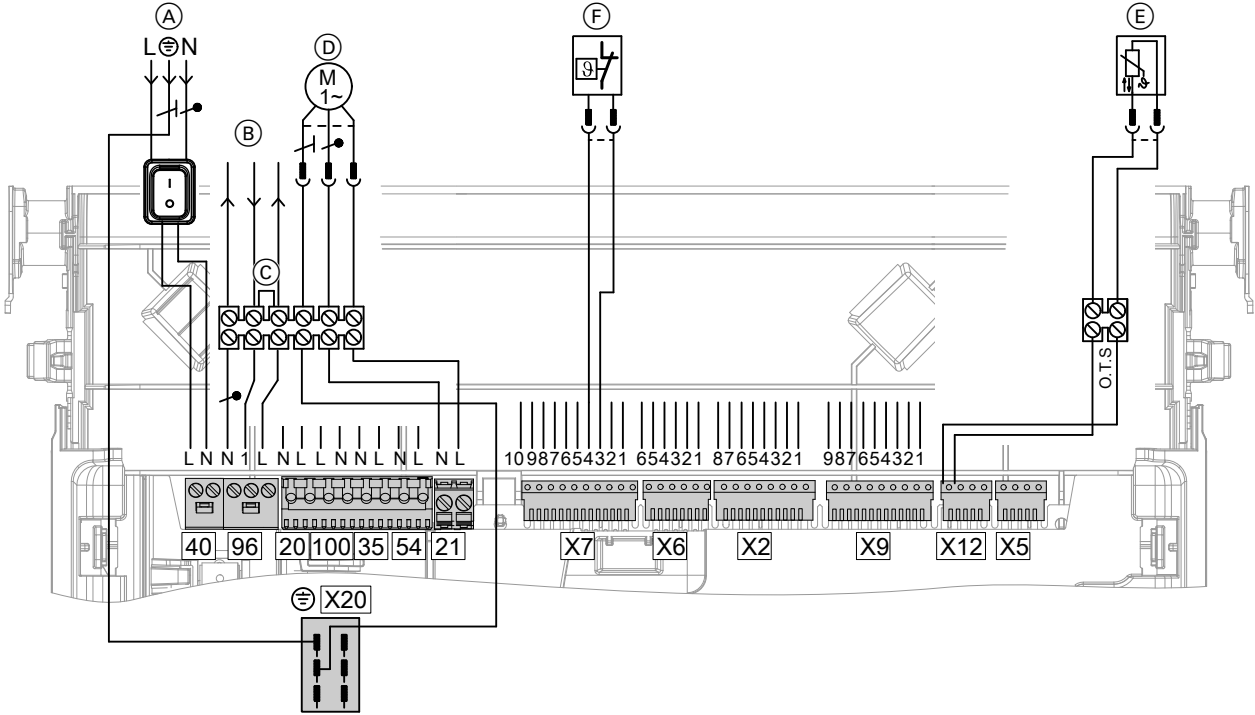 A
L N
D
M
1~
B
I
O
C
F
ϑ
E
ϑ
O.T.S
L N N 1 L N L L N N L N L N L
10 9 8 7 6 5 4 3 2 1
6 5 4 3 2 1
8 7 6 5 4 3 2 1
9 8 7 6 5 4 3 2 1
40 96 20 100 35 54 21 X7 X6 X2 X9 X12 X5
X20